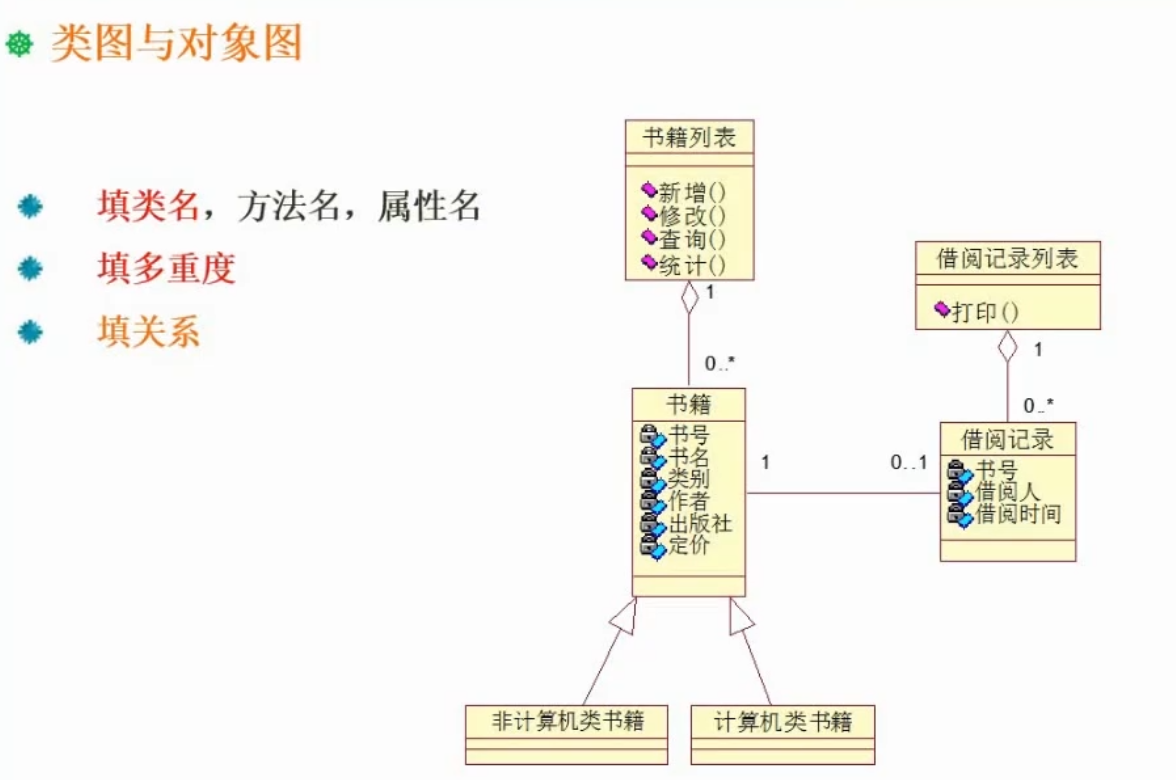 类图与对象图
填类名，方法名，属性名
填多重度
填关系
书籍列表
新增()
修改()
查询()
统计()
1
0..*
借阅记录列表
打印()
1
0..*
书籍
书号
书名
类别
作者
出版社
定价
1
0..1
借阅记录
书号
借阅人
借阅时间
非计算机类书籍
计算机类书籍